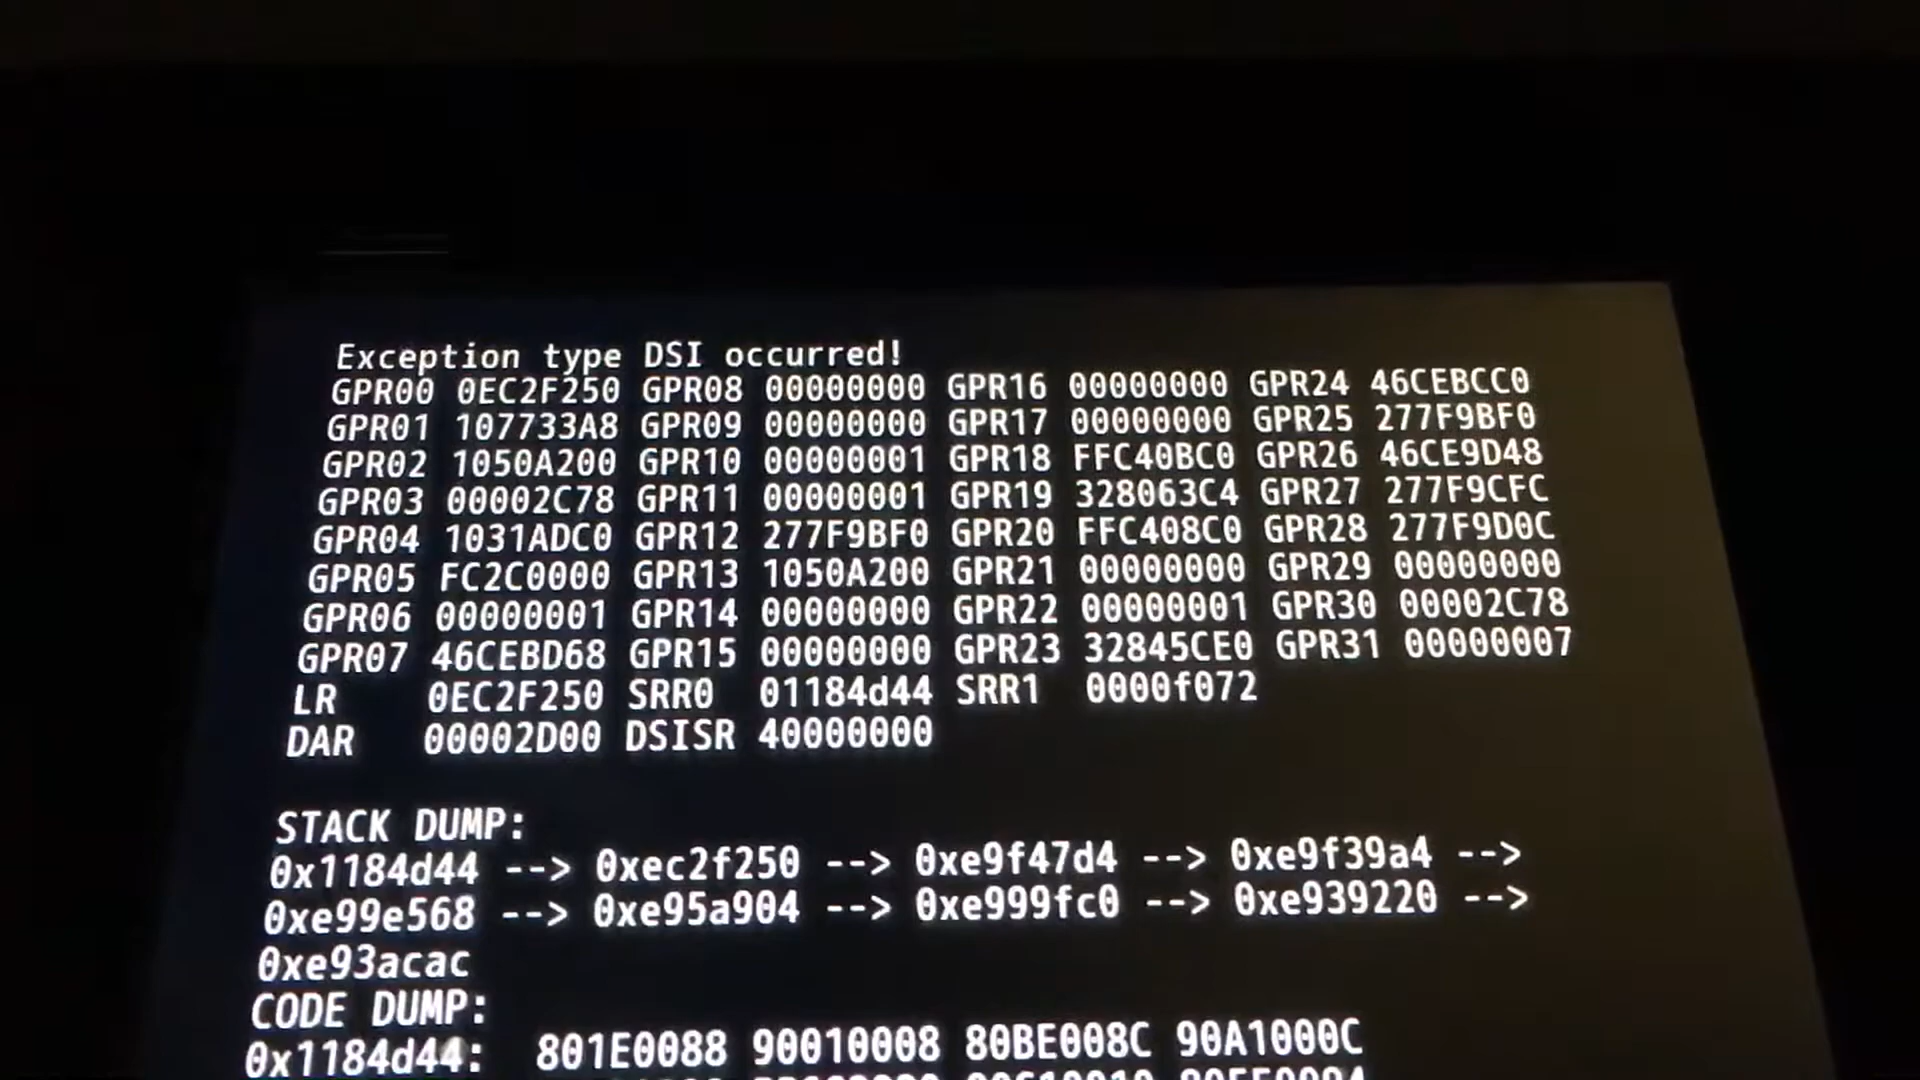 Exception type DSI occurred!
GPR00 0EC2F250 GPR08 00000000 GPR16 00000000 GPR24 46CEBCC0
GPR01 107733A8 GPR09 00000000 GPR17 00000000 GPR25 277F9BF0
GPR02 1050A200 GPR10 00000001 GPR18 FFC40BC0 GPR26 46CE9D48
GPR03 00002C78 GPR11 00000001 GPR19 328063C4 GPR27 277F9CFC
GPR04 1031ADC0 GPR12 277F9BF0 GPR20 FFC408C0 GPR28 277F9D0C
GPR05 FC2C0000 GPR13 1050A200 GPR21 00000000 GPR29 00000000
GPR06 00000001 GPR14 00000000 GPR22 00000001 GPR30 00002C78
GPR07 46CEBD68 GPR15 00000000 GPR23 32845CE0 GPR31 00000007
LR 0EC2F250 SRR0 01184d44 SRR1 0000f072
DAR 00002D00 DSISR 40000000
STACK DUMP:
0x1184d44 --> 0xec2f250 --> 0xe9f47d4 --> 0xe9f39a4 -->
0xe99e568 --> 0xe95a904 --> 0xe999fc0 --> 0xe939220 -->
0xe93acac
CODE DUMP:
0x1184d44: 801E0088 90010008 80BE008C 90A1000C